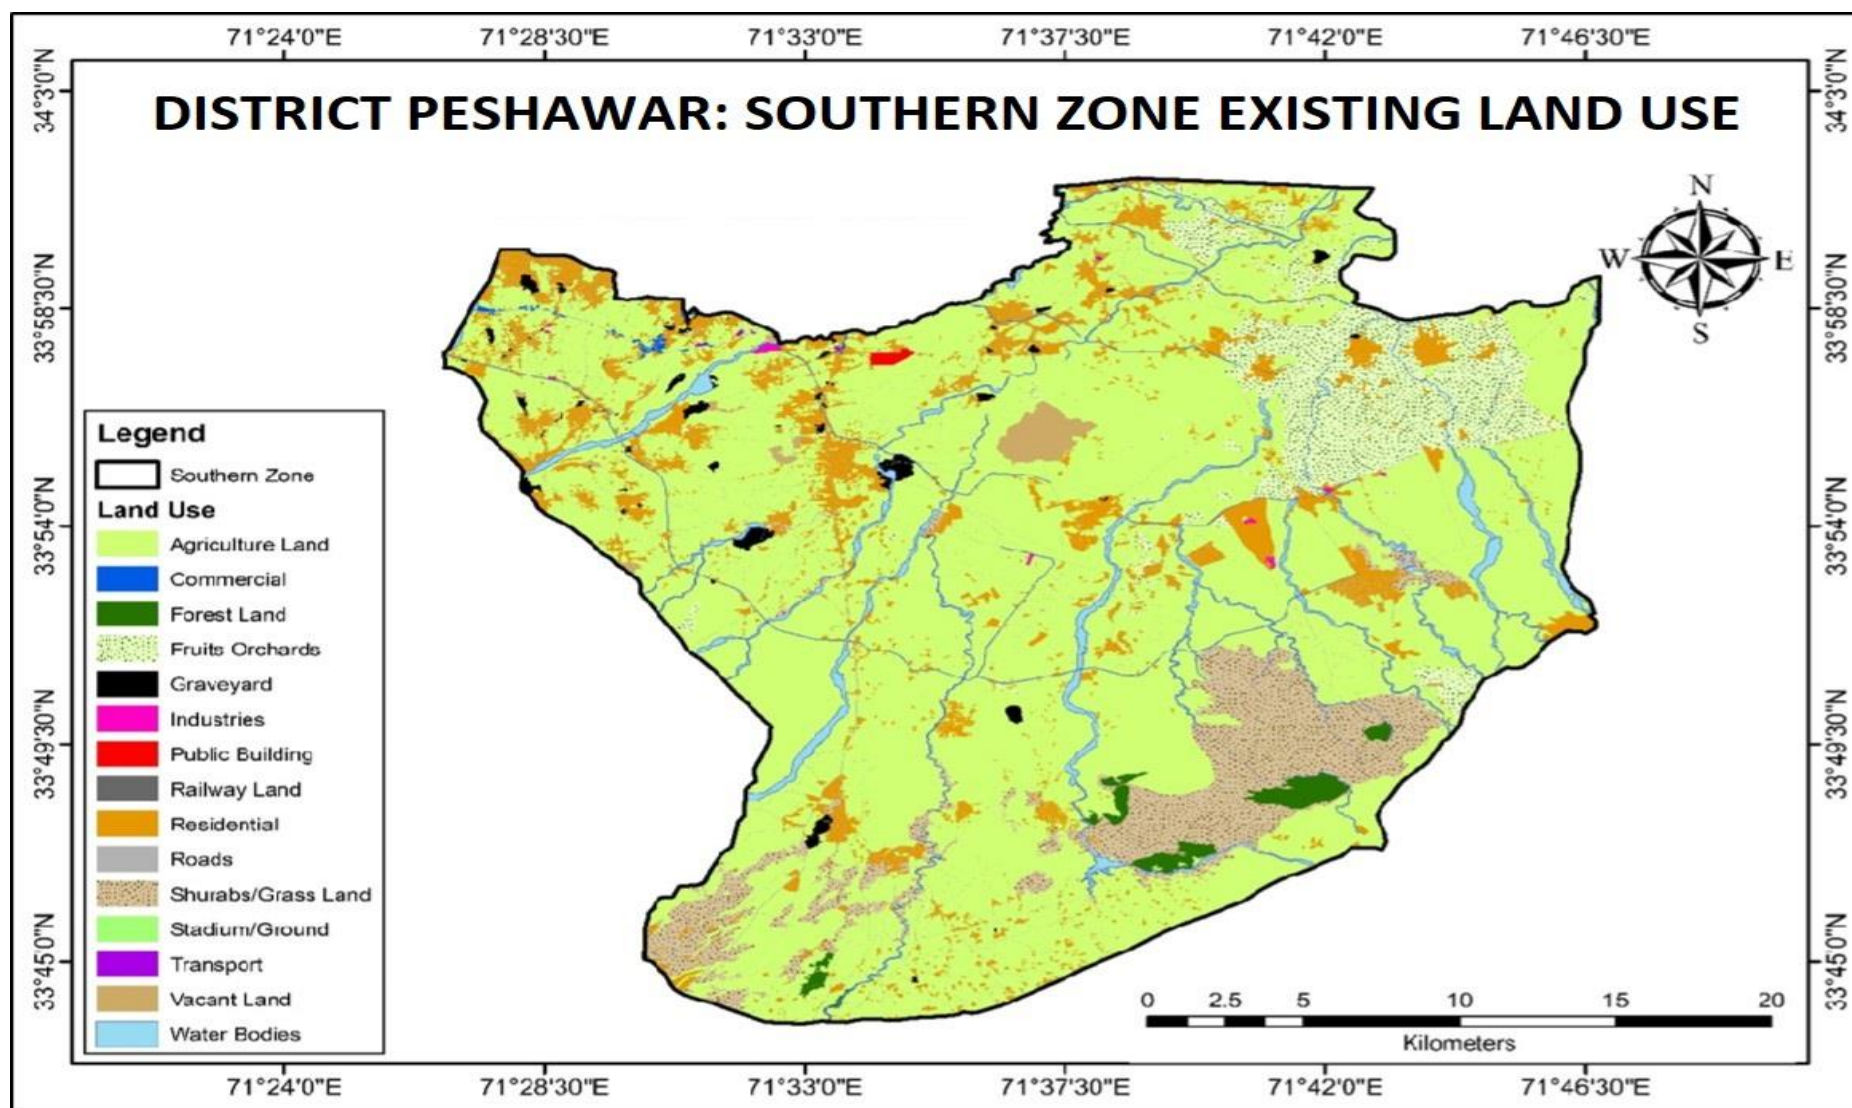 71°24'0"E 71°28'30"E 71°33'0"E 71°37'30"E 71°42'0"E 71°46'30"E
34°3'0"N 34°3'0"N
DISTRICT PESHAWAR: SOUTHERN ZONE EXISTING LAND USE
N
W E
S
33°58'30"N 33°58'30"N
Legend
Southern Zone
Land Use
Agriculture Land
Commercial
Forest Land
Fruits Orchards
Graveyard
Industries
Public Building
Railway Land
Residential
Roads
Shurabs/Grass Land
Stadium/Ground
Transport
Vacant Land
Water Bodies
33°54'0"N 33°54'0"N
33°49'30"N 33°49'30"N
33°45'0"N 33°45'0"N
0 2.5 5 10 15 20
Kilometers
71°24'0"E 71°28'30"E 71°33'0"E 71°37'30"E 71°42'0"E 71°46'30"E